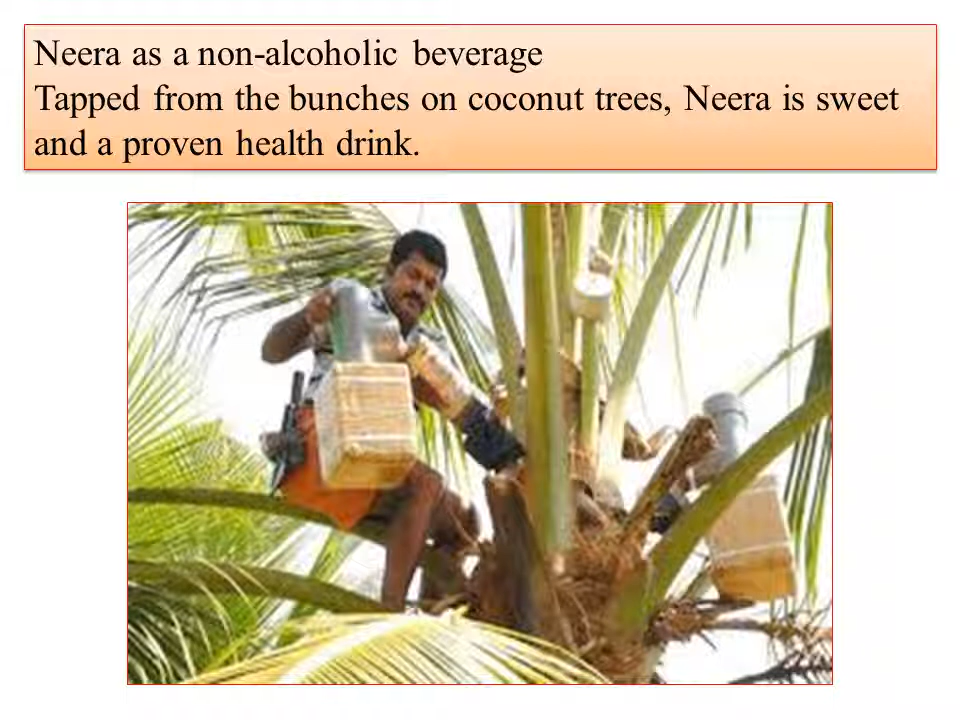 Neera as a non-alcoholic beverage
Tapped from the bunches on coconut trees, Neera is sweet
and a proven health drink.